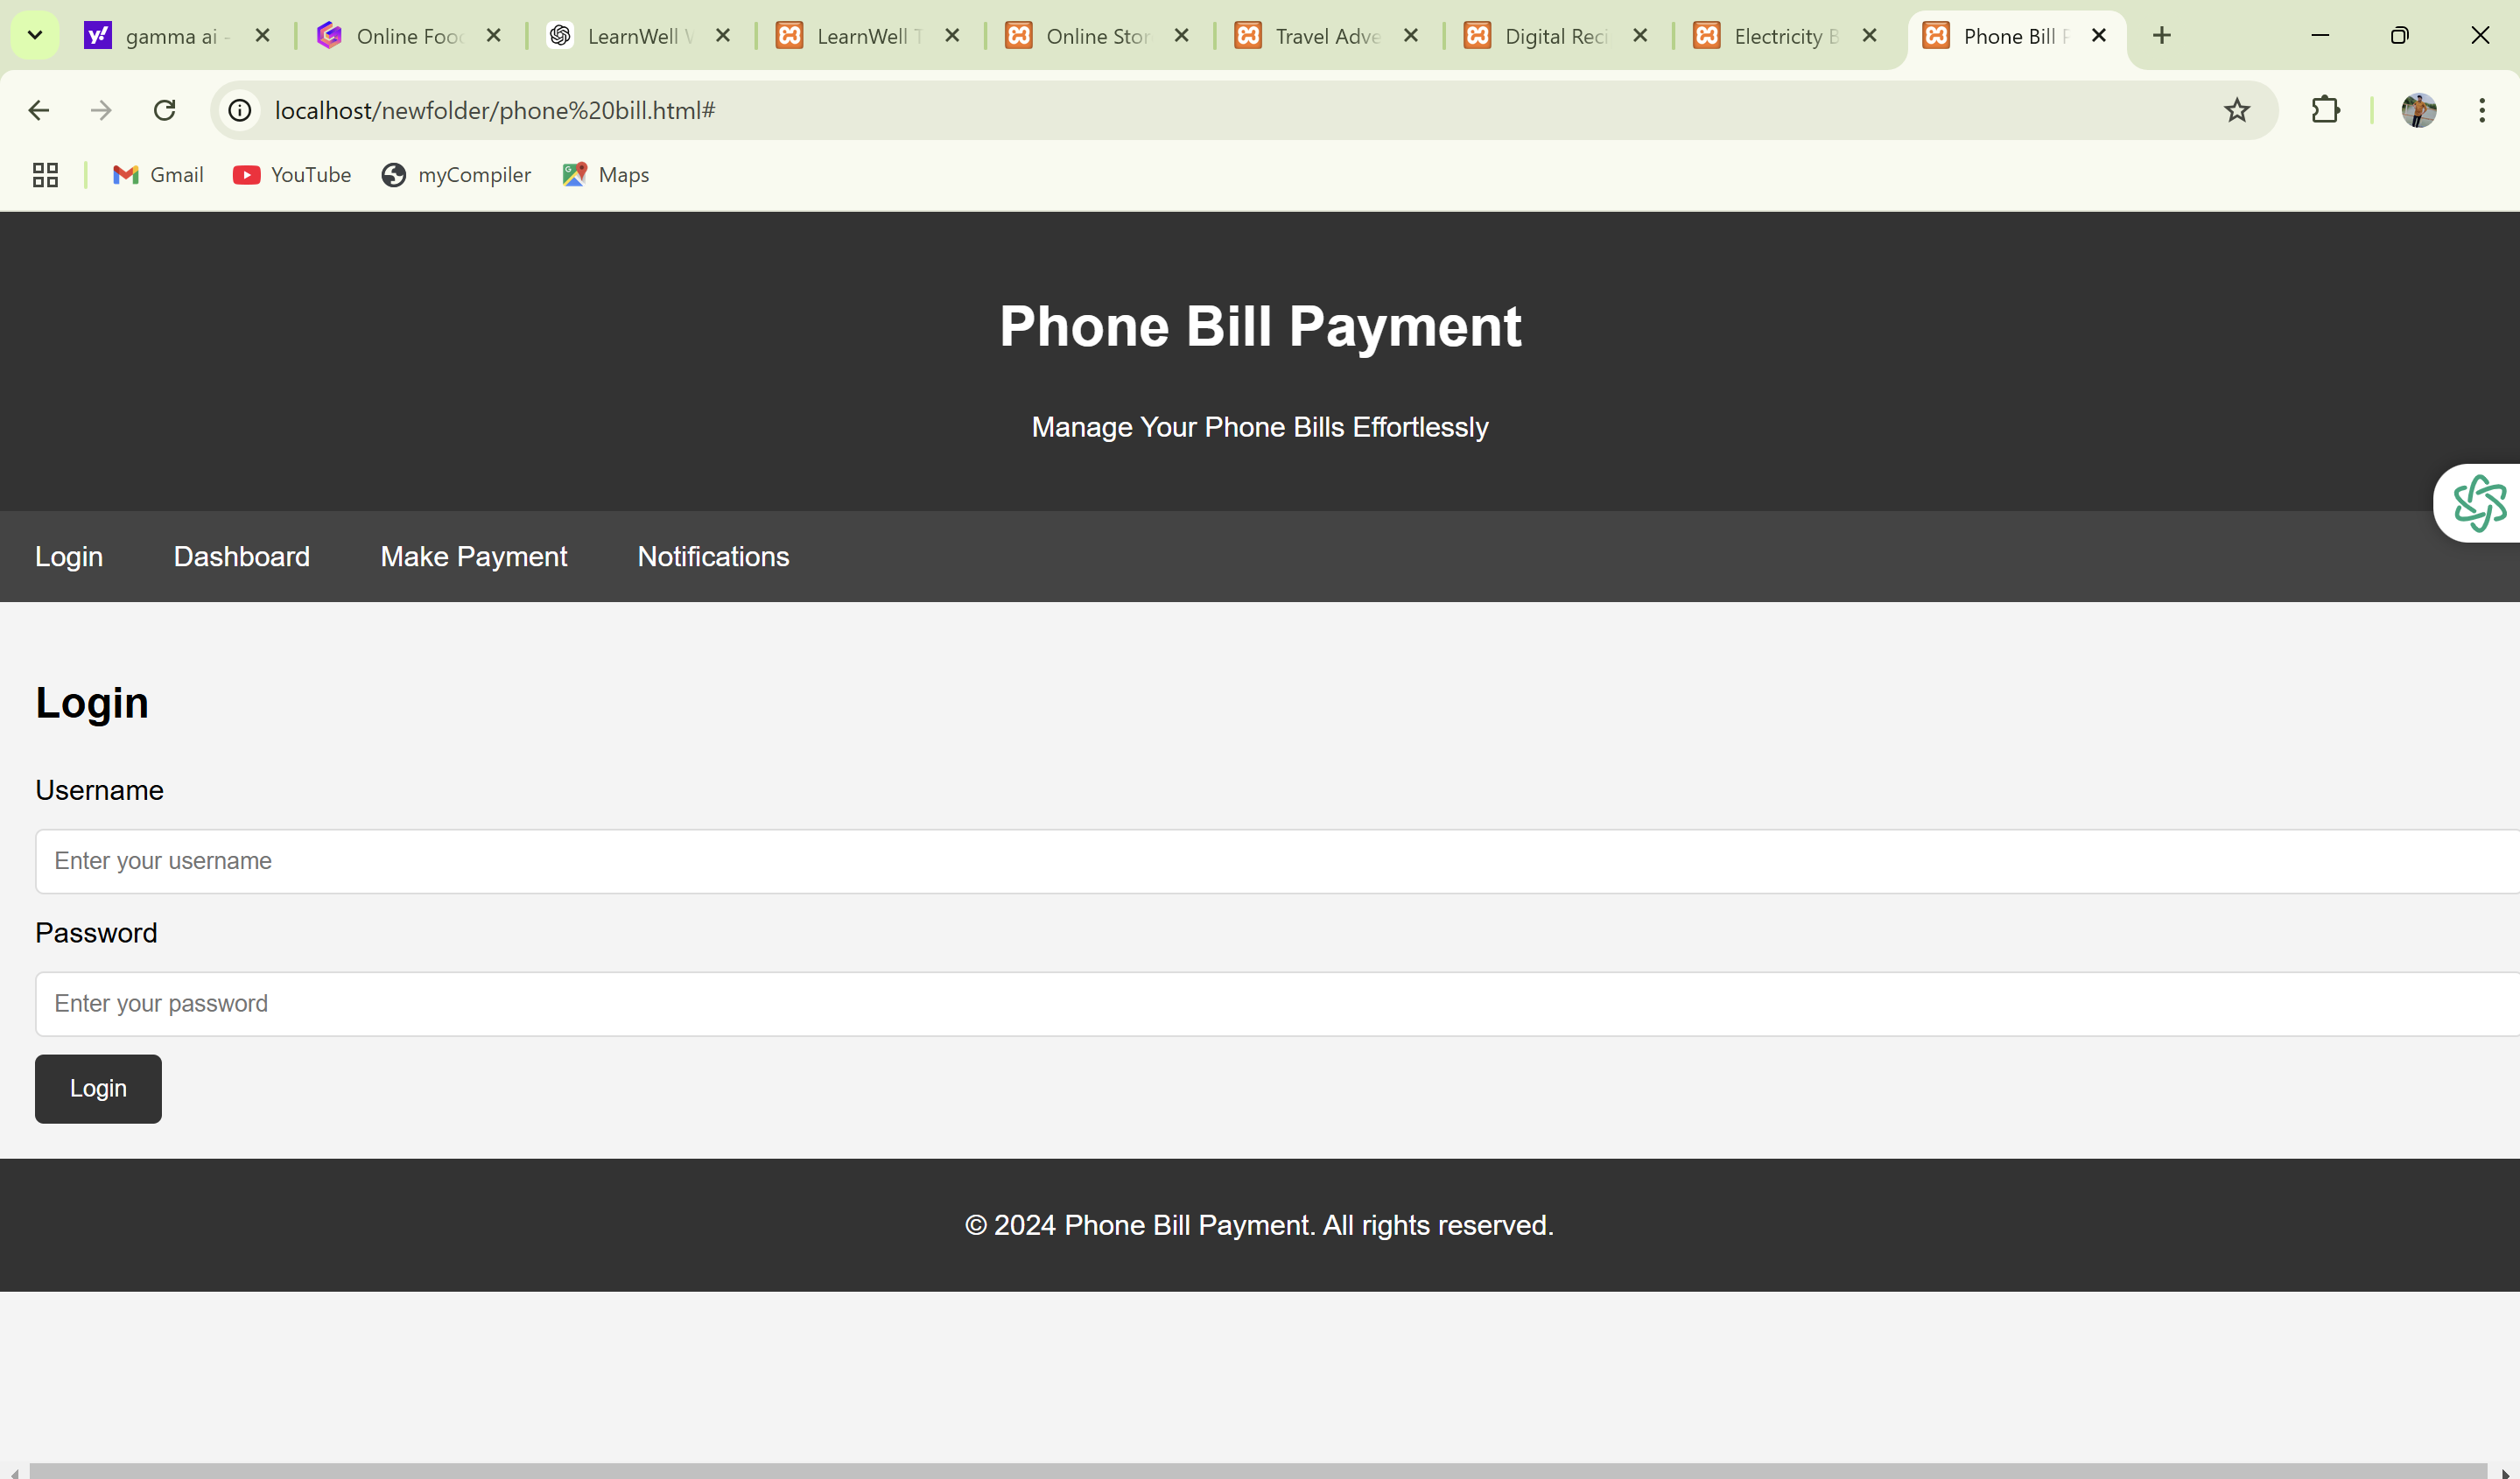 gamma ai -
Online Food
LearnWell
LearnWell T
Online Stor
Travel Adve
Digital Reci
Electricity B
Phone Bill P
localhost/newfolder/phone%20bill.html#
Gmail
YouTube
myCompiler
Maps
Phone Bill Payment
Manage Your Phone Bills Effortlessly
Login
Dashboard
Make Payment
Notifications
Login
Username
Enter your username
Password
Enter your password
Login
© 2024 Phone Bill Payment. All rights reserved.